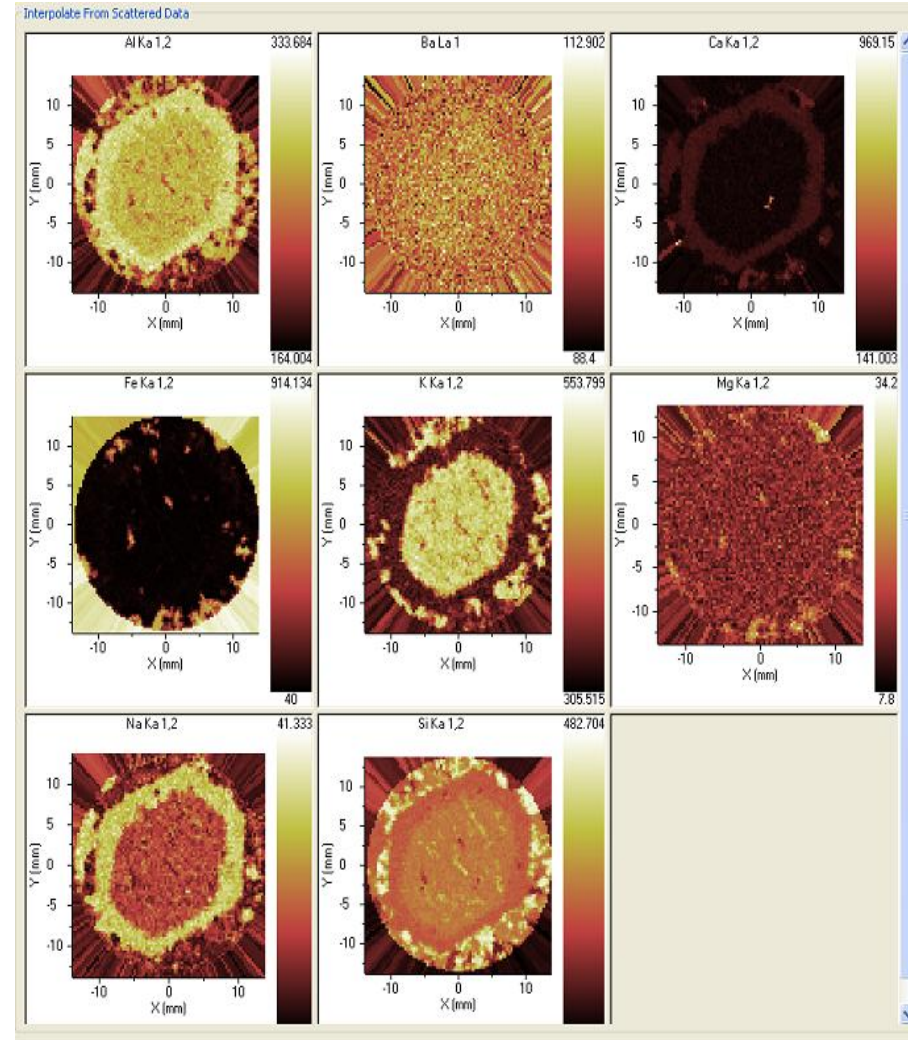 Interpolate From Scattered Data
Al Ka 1,2 333.684
10
5
0
-5
-10
Y (mm)
-10 0 10
X (mm)
164.004
Ba La 1 112.902
10
5
0
-5
-10
Y (mm)
-10 0 10
X (mm)
88.4
Ca Ka 1,2 969.15
10
5
0
-5
-10
Y (mm)
-10 0 10
X (mm)
141.003
Fe Ka 1,2 914.134
10
5
0
-5
-10
Y (mm)
-10 0 10
X (mm)
40
K Ka 1,2 553.799
10
5
0
-5
-10
Y (mm)
-10 0 10
X (mm)
305.515
Mg Ka 1,2 34.2
10
5
0
-5
-10
Y (mm)
-10 0 10
X (mm)
7.8
Na Ka 1,2 41.333
10
5
0
-5
-10
Y (mm)
-10 0 10
X (mm)
Si Ka 1,2 482.704
10
5
0
-5
-10
Y (mm)
-10 0 10
X (mm)